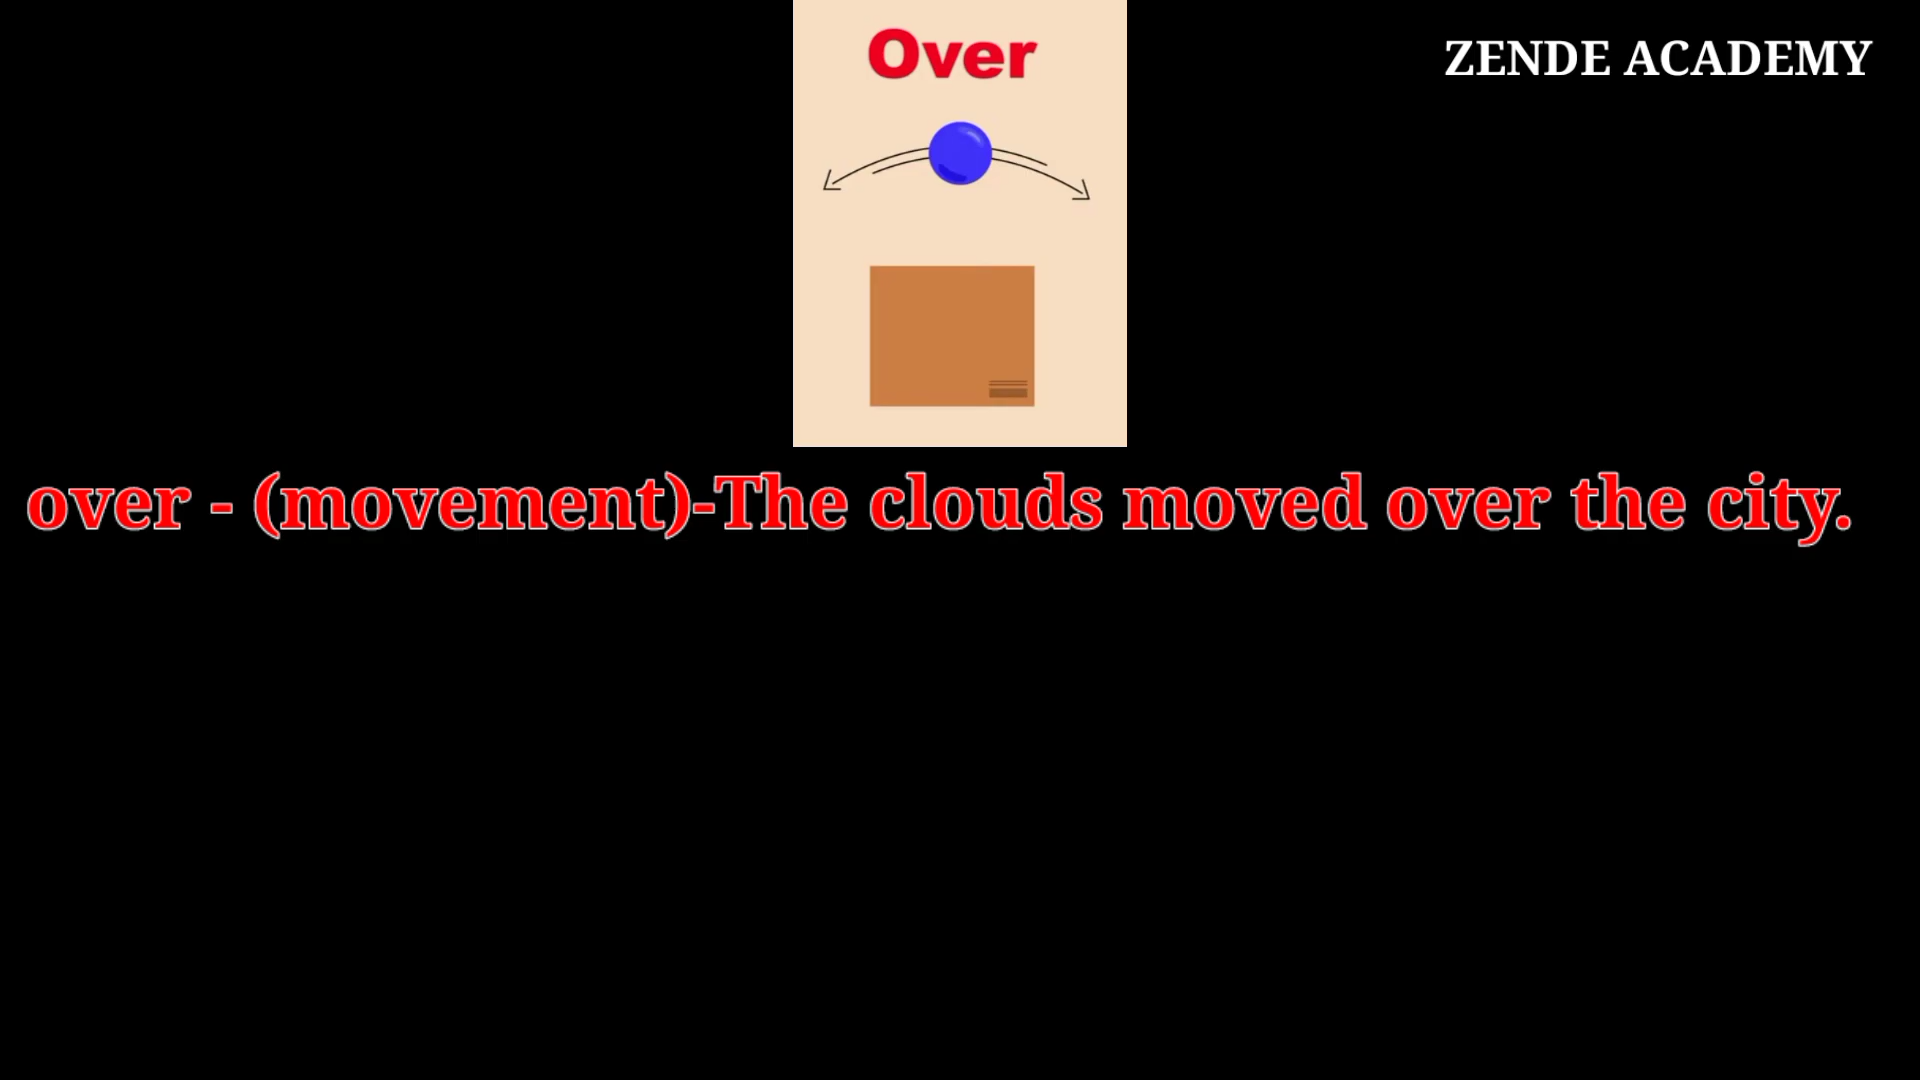 Over
ZENDE ACADEMY
over - (movement)-The clouds moved over the city.